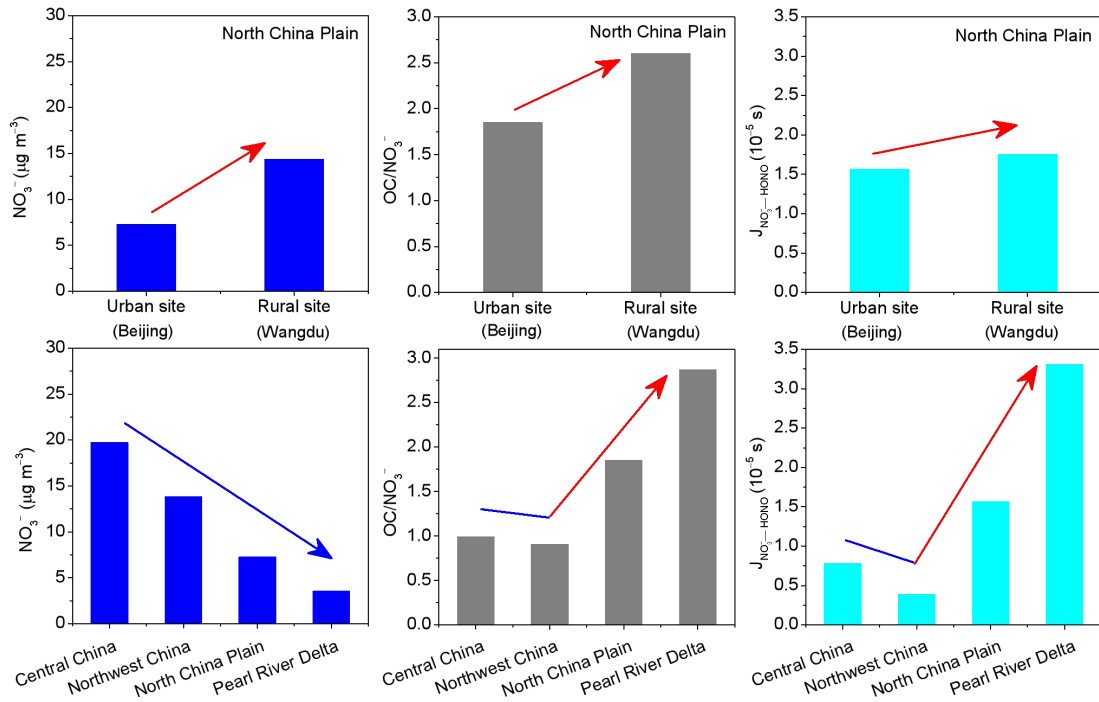 NO₃⁻ (μg m⁻³)
30
25
20
15
10
5
0
North China Plain
Urban site
(Beijing)
Rural site
(Wangdu)
OC/NO₃⁻
3.0
2.5
2.0
1.5
1.0
0.5
0.0
North China Plain
Urban site
(Beijing)
Rural site
(Wangdu)
J NO₃⁻—HONO (10⁻⁵ s)
3.5
3.0
2.5
2.0
1.5
1.0
0.5
0.0
North China Plain
Urban site
(Beijing)
Rural site
(Wangdu)
NO₃⁻ (μg m⁻³)
30
25
20
15
10
5
0
Central China
Northwest China
North China Plain
Pearl River Delta
OC/NO₃⁻
3.0
2.5
2.0
1.5
1.0
0.5
0.0
Central China
Northwest China
North China Plain
Pearl River Delta
J NO₃⁻—HONO (10⁻⁵ s)
3.5
3.0
2.5
2.0
1.5
1.0
0.5
0.0
Central China
Northwest China
North China Plain
Pearl River Delta